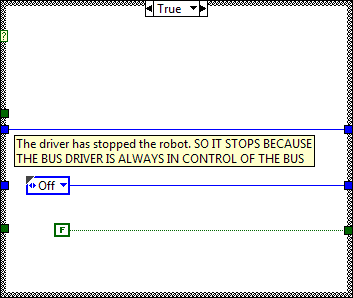 True
?
The driver has stopped the robot. SO IT STOPS BECAUSE
THE BUS DRIVER IS ALWAYS IN CONTROL OF THE BUS
Off
F